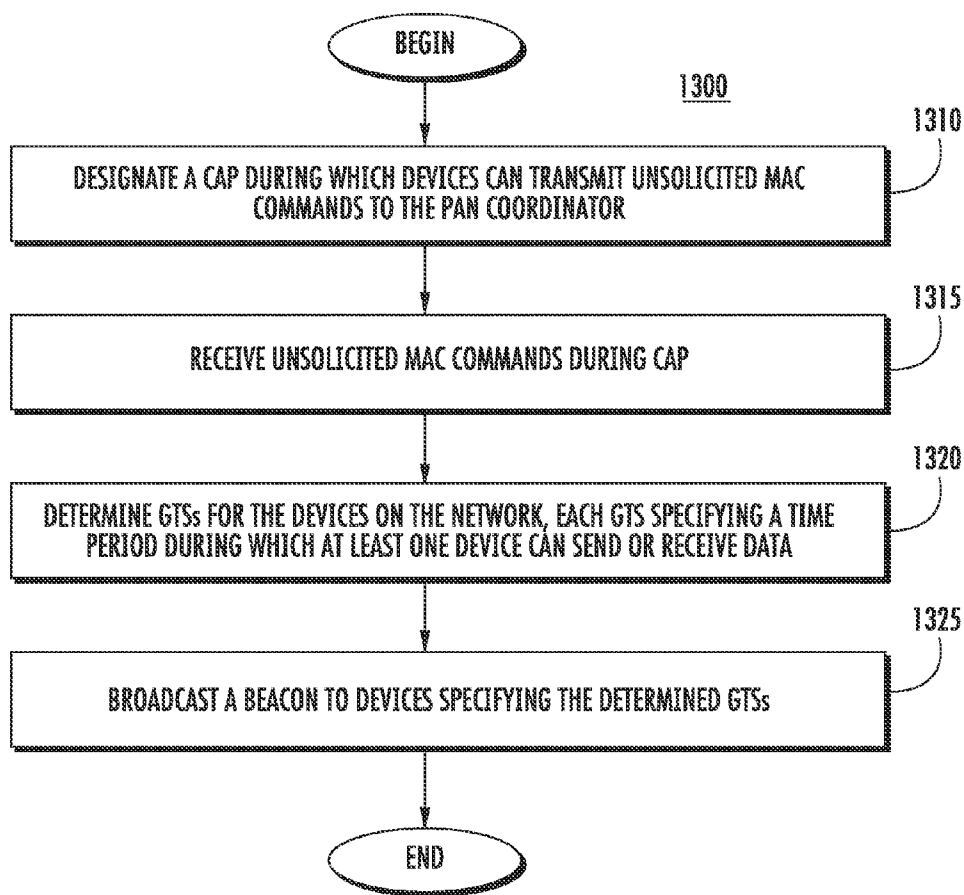 BEGIN
1300
1310
DESIGNATE A CAP DURING WHICH DEVICES CAN TRANSMIT UNSOLICITED MAC
COMMANDS TO THE PAN COORDINATOR
1315
RECEIVE UNSOLICITED MAC COMMANDS DURING CAP
1320
DETERMINE GTSs FOR THE DEVICES ON THE NETWORK, EACH GTS SPECIFYING A TIME
PERIOD DURING WHICH AT LEAST ONE DEVICE CAN SEND OR RECEIVE DATA
1325
BROADCAST A BEACON TO DEVICES SPECIFYING THE DETERMINED GTSs
END